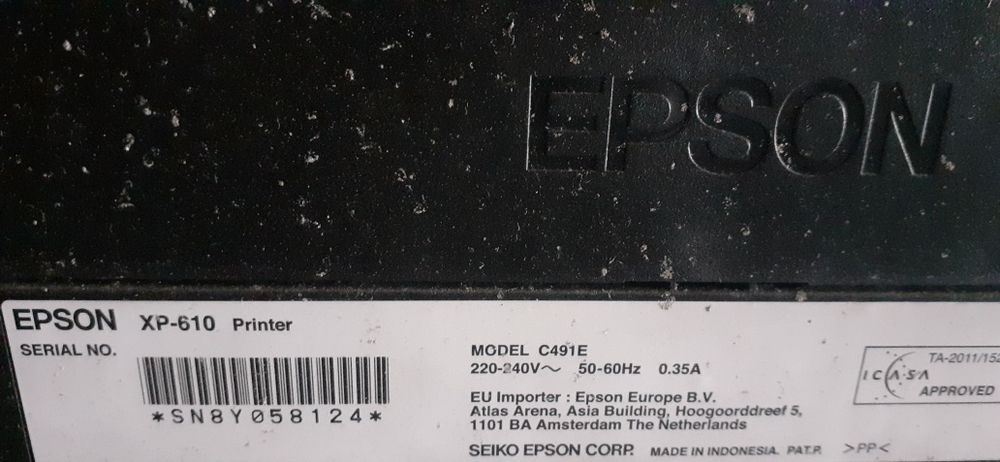 EPSON
EPSON XP-610 Printer
SERIAL NO.
*SN8Y058124*
MODEL C491E
220-240V～ 50-60Hz 0.35A
EU Importer : Epson Europe B.V.
Atlas Arena, Asia Building, Hoogoorddreef 5,
1101 BA Amsterdam The Netherlands
SEIKO EPSON CORP. MADE IN INDONESIA. PAT.P. >PP<
TA-2011/152
ICASA
APPROVED